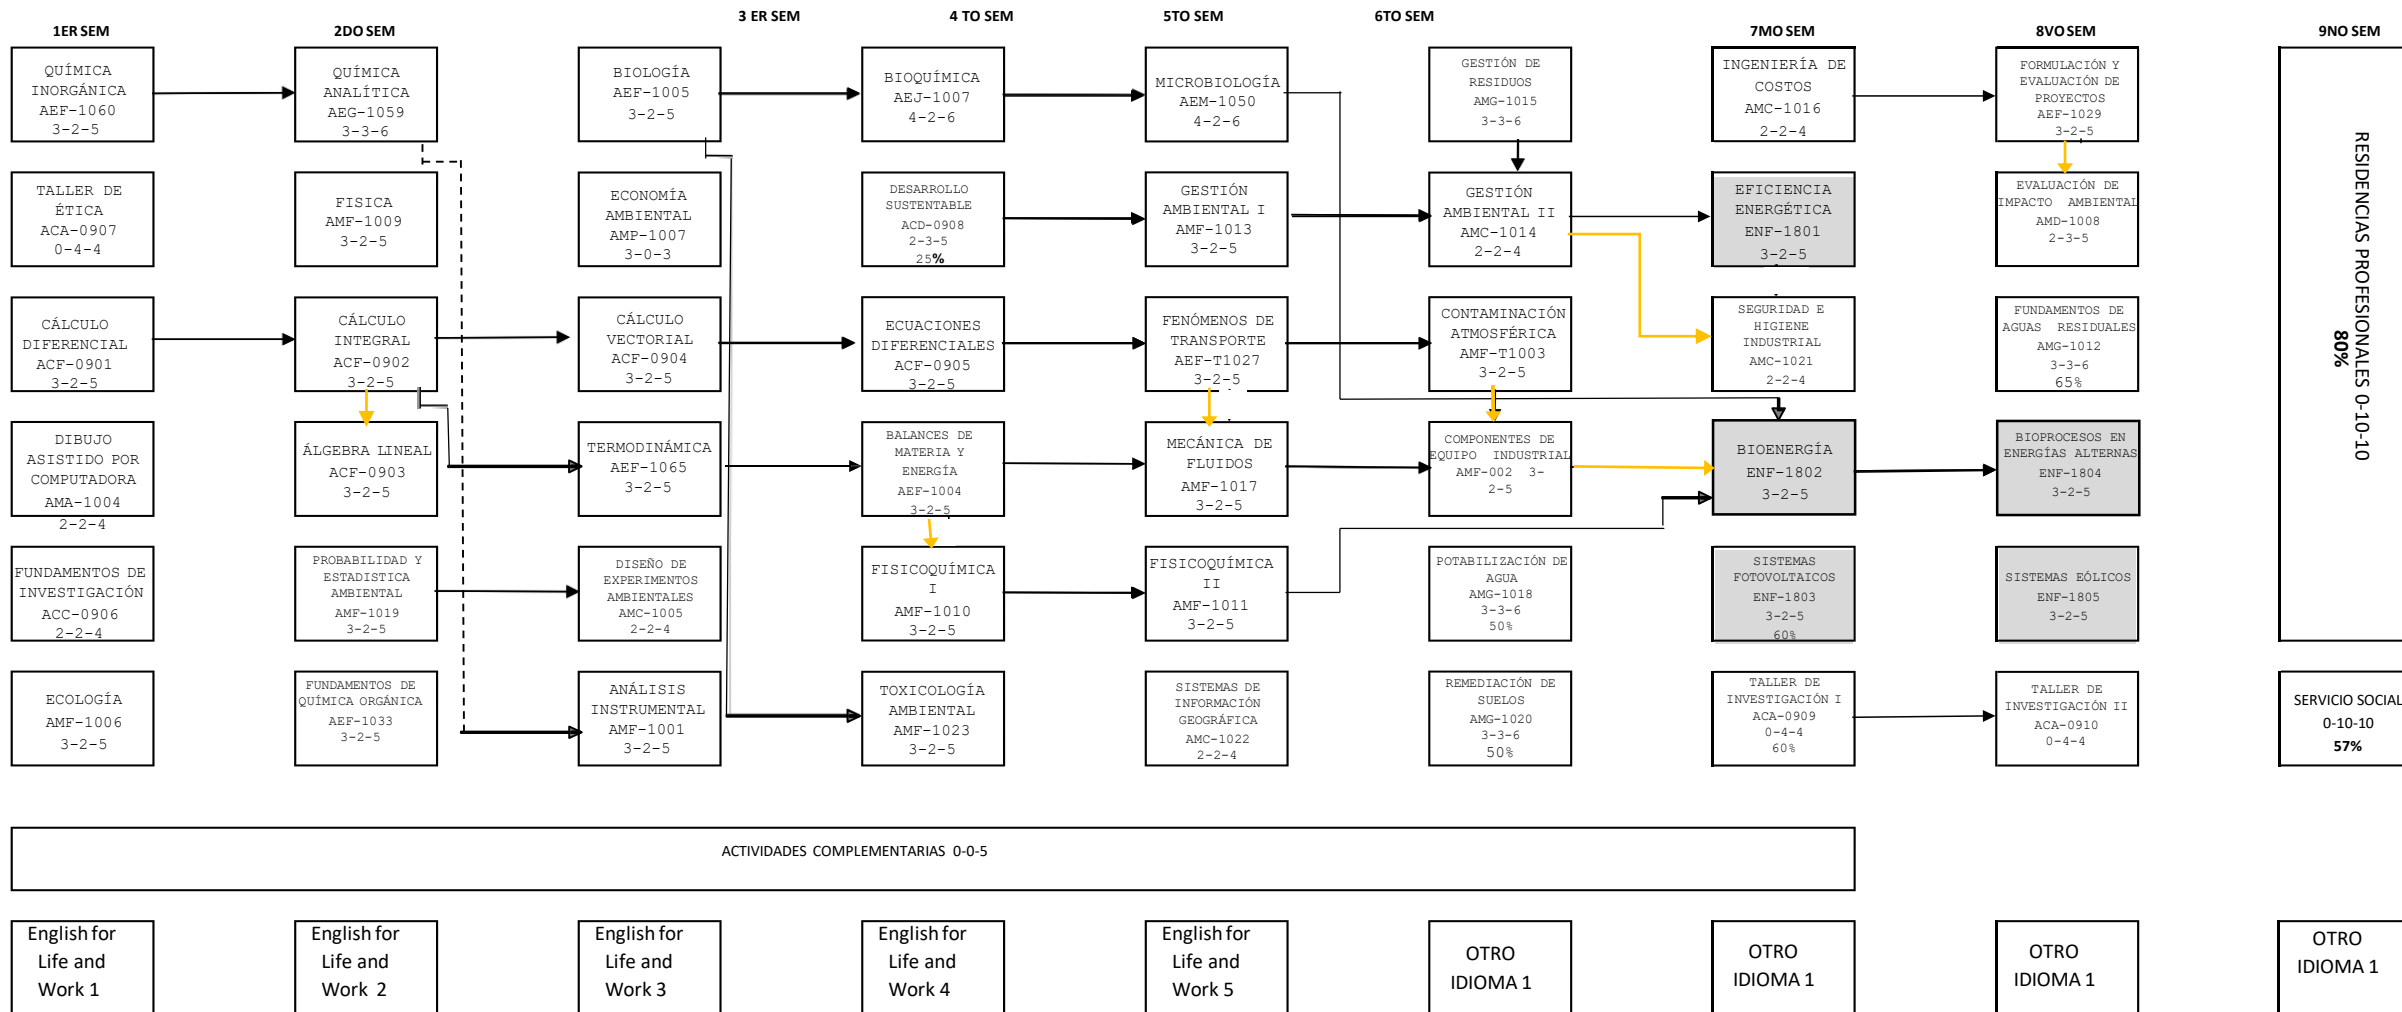 3 ER SEM
4 TO SEM
5TO SEM
6TO SEM
1ER SEM
2DO SEM
7MO SEM
8VO SEM
9NO SEM
QUÍMICA
INORGÁNICA
AEF-1060
3-2-5
QUÍMICA
ANALÍTICA
AEG-1059
3-3-6
BIOLOGÍA
AEF-1005
3-2-5
BIOQUÍMICA
AEJ-1007
4-2-6
MICROBIOLOGÍA
AEM-1050
4-2-6
GESTIÓN DE
RESIDUOS
AMG-1015
3-3-6
INGENIERÍA DE
COSTOS
AMC-1016
2-2-4
FORMULACIÓN Y
EVALUACIÓN DE
PROYECTOS
AEF-1029
3-2-5
RESIDENCIAS PROFESIONALES 0-10-10
80%
TALLER DE
ÉTICA
ACA-0907
0-4-4
FISICA
AMF-1009
3-2-5
ECONOMÍA
AMBIENTAL
AMP-1007
3-0-3
DESARROLLO
SUSTENTABLE
ACD-0908
2-3-5
25%
GESTIÓN
AMBIENTAL I
AMF-1013
3-2-5
GESTIÓN
AMBIENTAL II
AMC-1014
2-2-4
EFICIENCIA
ENERGÉTICA
ENF-1801
3-2-5
EVALUACIÓN DE
IMPACTO AMBIENTAL
AMD-1008
2-3-5
CÁLCULO
DIFERENCIAL
ACF-0901
3-2-5
CÁLCULO
INTEGRAL
ACF-0902
3-2-5
CÁLCULO
VECTORIAL
ACF-0904
3-2-5
ECUACIONES
DIFERENCIALES
ACF-0905
3-2-5
FENÓMENOS DE
TRANSPORTE
AEF-T1027
3-2-5
CONTAMINACIÓN
ATMOSFÉRICA
AMF-T1003
3-2-5
SEGURIDAD E
HIGIENE
INDUSTRIAL
AMC-1021
2-2-4
FUNDAMENTOS DE
AGUAS RESIDUALES
AMG-1012
3-3-6
65%
DIBUJO
ASISTIDO POR
COMPUTADORA
AMA-1004
2-2-4
ÁLGEBRA LINEAL
ACF-0903
3-2-5
TERMODINÁMICA
AEF-1065
3-2-5
BALANCES DE
MATERIA Y
ENERGÍA
AEF-1004
3-2-5
MECÁNICA DE
FLUIDOS
AMF-1017
3-2-5
COMPONENTES DE
EQUIPO INDUSTRIAL
AMF-002 3-
2-5
BIOENERGÍA
ENF-1802
3-2-5
BIOPROCESOS EN
ENERGÍAS ALTERNAS
ENF-1804
3-2-5
FUNDAMENTOS DE
INVESTIGACIÓN
ACC-0906
2-2-4
PROBABILIDAD Y
ESTADISTICA
AMBIENTAL
AMF-1019
3-2-5
DISEÑO DE
EXPERIMENTOS
AMBIENTALES
AMC-1005
2-2-4
FISICOQUÍMICA
I
AMF-1010
3-2-5
FISICOQUÍMICA
II
AMF-1011
3-2-5
POTABILIZACIÓN DE
AGUA
AMG-1018
3-3-6
50%
SISTEMAS
FOTOVOLTAICOS
ENF-1803
3-2-5
60%
SISTEMAS EÓLICOS
ENF-1805
3-2-5
ECOLOGÍA
AMF-1006
3-2-5
FUNDAMENTOS DE
QUÍMICA ORGÁNICA
AEF-1033
3-2-5
ANÁLISIS
INSTRUMENTAL
AMF-1001
3-2-5
TOXICOLOGÍA
AMBIENTAL
AMF-1023
3-2-5
SISTEMAS DE
INFORMACIÓN
GEOGRÁFICA
AMC-1022
2-2-4
REMEDIACIÓN DE
SUELOS
AMG-1020
3-3-6
50%
TALLER DE
INVESTIGACIÓN I
ACA-0909
0-4-4
60%
TALLER DE
INVESTIGACIÓN II
ACA-0910
0-4-4
SERVICIO SOCIAL
0-10-10
57%
ACTIVIDADES COMPLEMENTARIAS 0-0-5
English for
Life and
Work 1
English for
Life and
Work 2
English for
Life and
Work 3
English for
Life and
Work 4
English for
Life and
Work 5
OTRO
IDIOMA 1
OTRO
IDIOMA 1
OTRO
IDIOMA 1
OTRO
IDIOMA 1